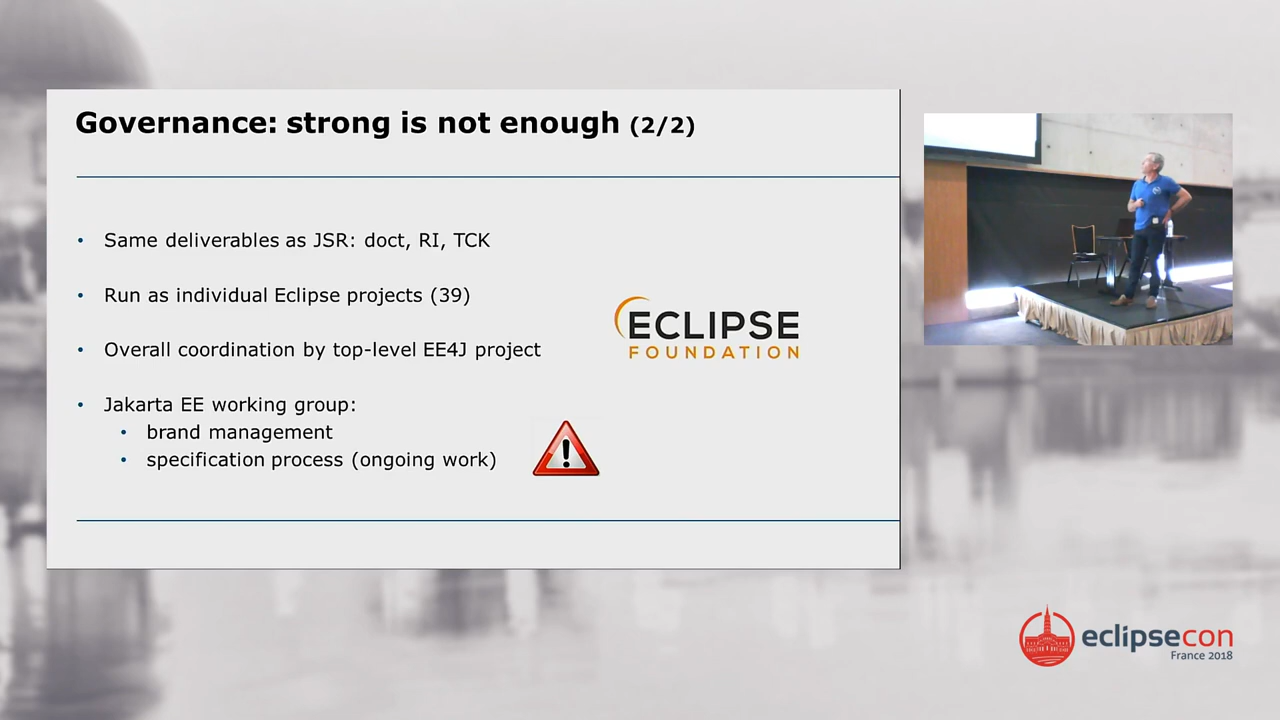 Governance: strong is not enough (2/2)
• Same deliverables as JSR: doct, RI, TCK
• Run as individual Eclipse projects (39)
• Overall coordination by top-level EE4J project
• Jakarta EE working group:
• brand management
• specification process (ongoing work)
ECLIPSE
FOUNDATION
eclipsecon
France 2018